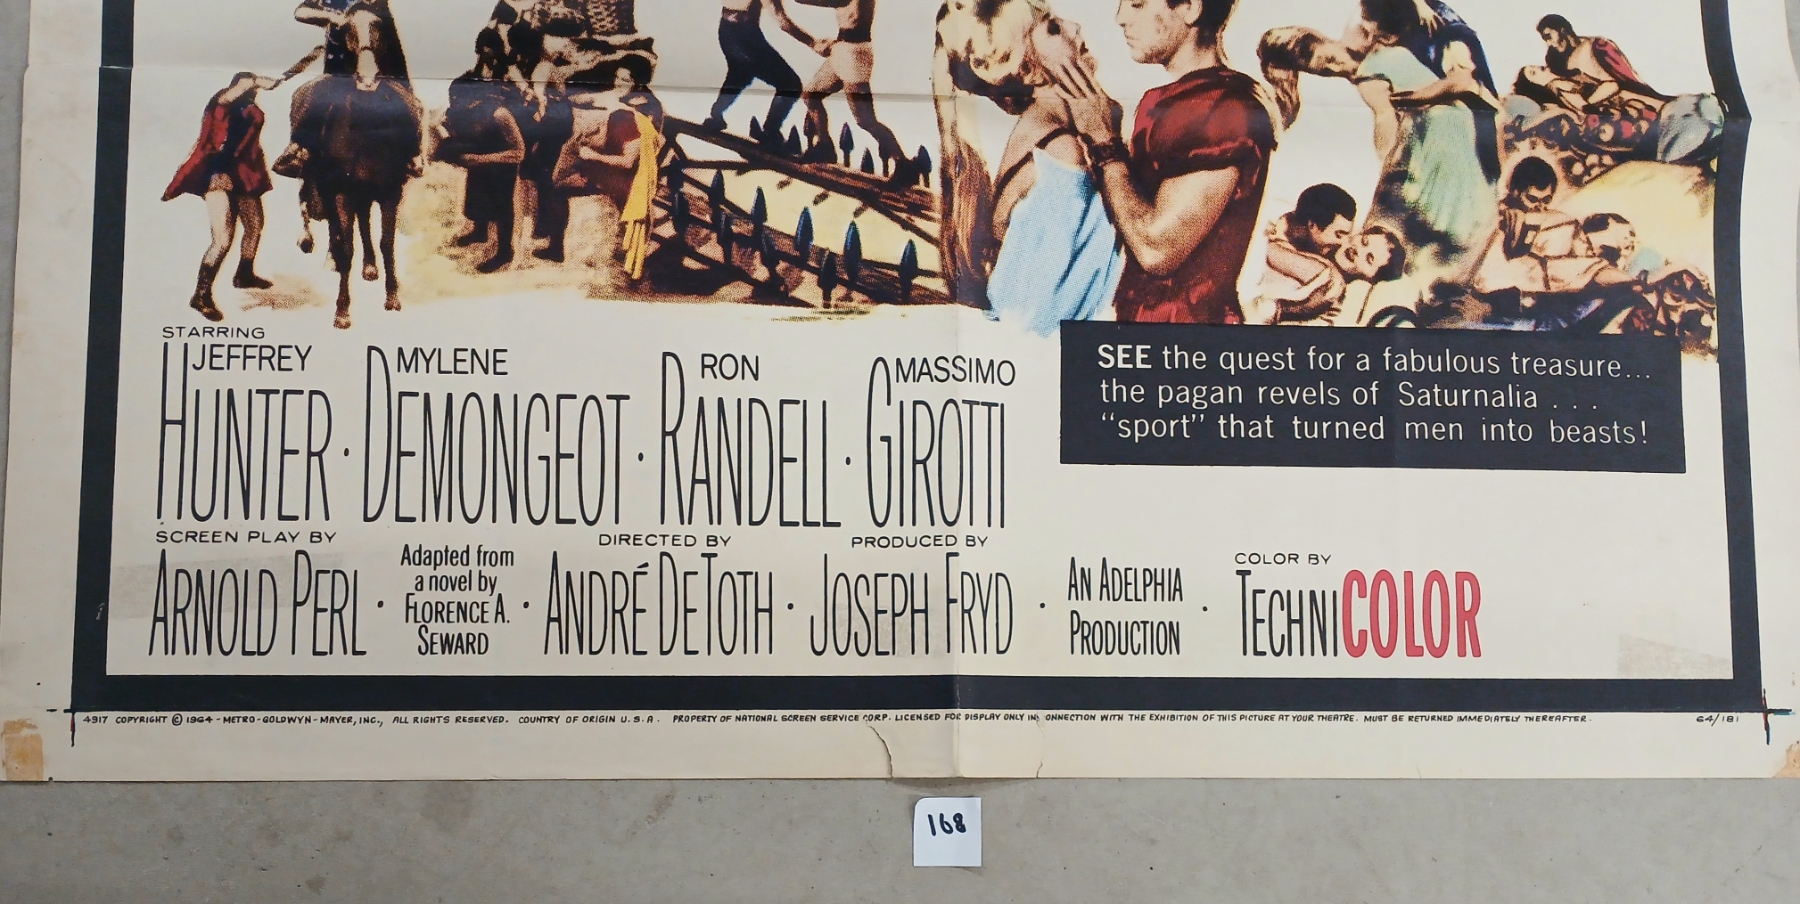 STARRING
JEFFREY HUNTER · MYLENE DEMONGEOT · RON RANDELL · MASSIMO GIROTTI
SEE the quest for a fabulous treasure...
the pagan revels of Saturnalia . . .
“sport” that turned men into beasts!
SCREEN PLAY BY
ARNOLD PERL ·
Adapted from
a novel by
FLORENCE A.
SEWARD ·
DIRECTED BY
ANDRÉ DETOTH ·
PRODUCED BY
JOSEPH FRYD ·
AN ADELPHIA
PRODUCTION ·
COLOR BY
TECHNICOLOR
4917 COPYRIGHT © 1964 - METRO-GOLDWYN-MAYER, INC., ALL RIGHTS RESERVED. COUNTRY OF ORIGIN U. S. A. PROPERTY OF NATIONAL SCREEN SERVICE CORP. LICENSED FOR DISPLAY ONLY IN ONNECTION WITH THE EXHIBITION OF THIS PICTURE AT YOUR THEATRE. MUST BE RETURNED IMMEDIATELY THEREAFTER. 64/181
168